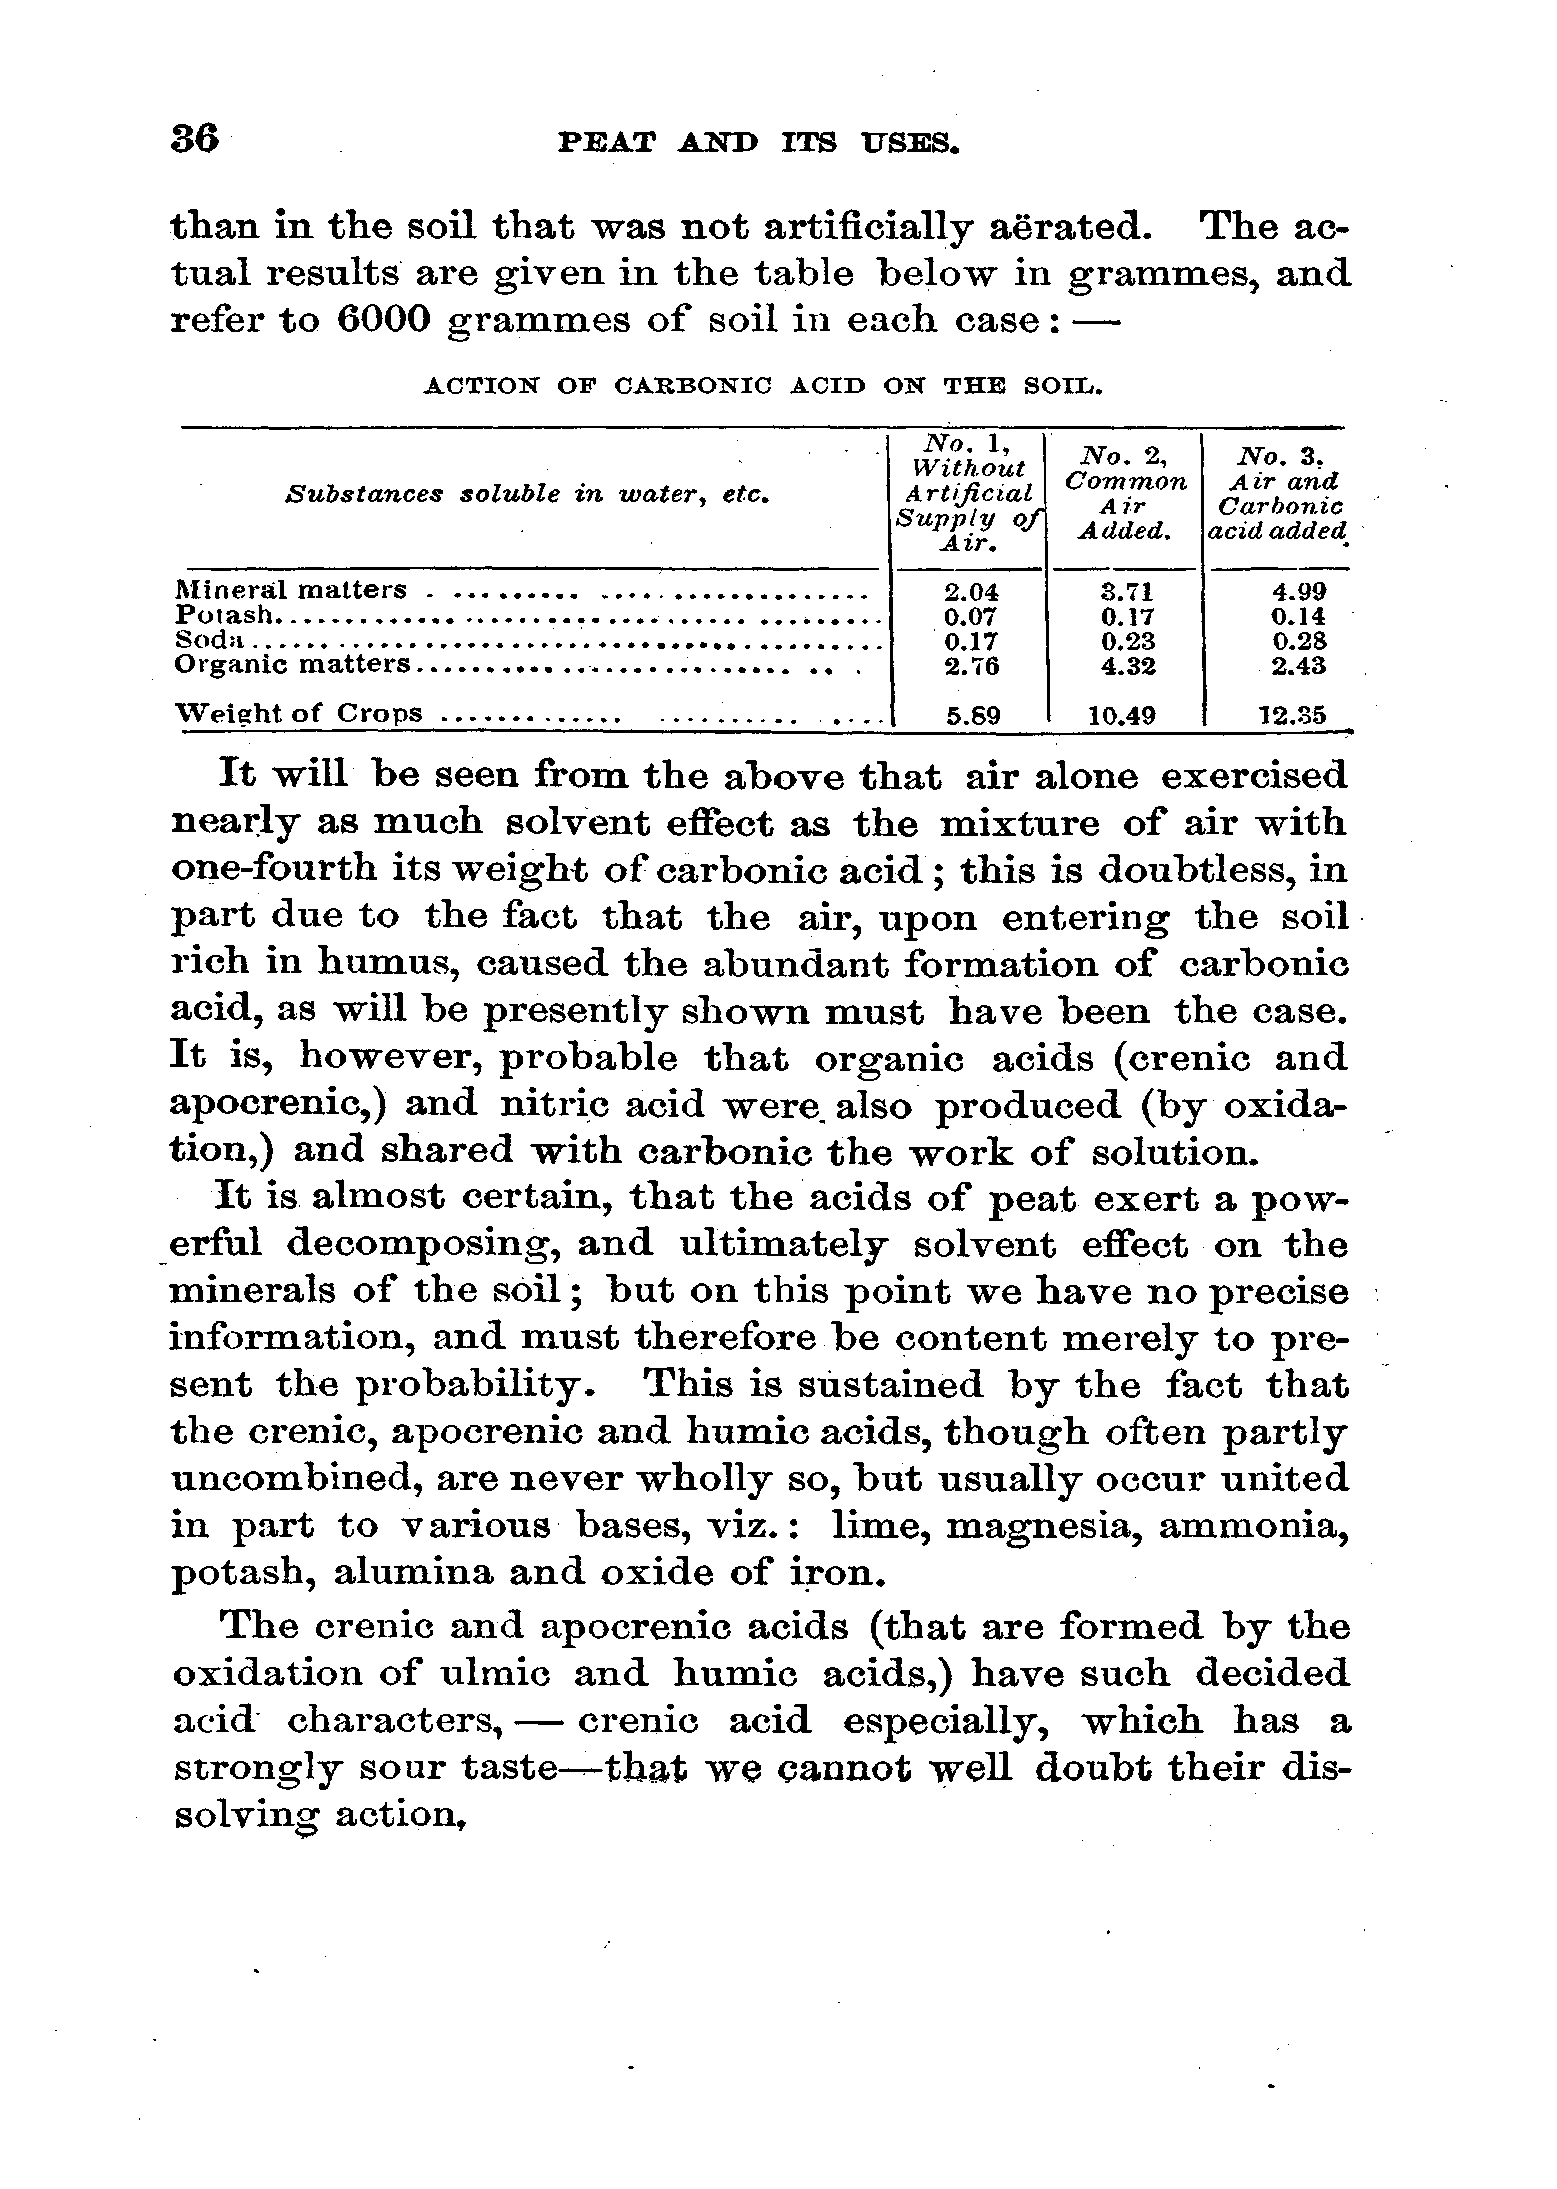 36 PEAT AND ITS USES.
than in the soil that was not artificially aërated. The ac-
tual results are given in the table below in grammes, and
refer to 6000 grammes of soil in each case: —
ACTION OF CARBONIC ACID ON THE SOIL.
Substances soluble in water, etc. | No. 1, Without Artificial Supply of Air. | No. 2, Common Air Added. | No. 3. Air and Carbonic acid added.
Mineral matters | 2.04 | 3.71 | 4.99
Potash | 0.07 | 0.17 | 0.14
Soda | 0.17 | 0.23 | 0.28
Organic matters | 2.76 | 4.32 | 2.43
Weight of Crops | 5.89 | 10.49 | 12.35
It will be seen from the above that air alone exercised
nearly as much solvent effect as the mixture of air with
one-fourth its weight of carbonic acid; this is doubtless, in
part due to the fact that the air, upon entering the soil
rich in humus, caused the abundant formation of carbonic
acid, as will be presently shown must have been the case.
It is, however, probable that organic acids (crenic and
apocrenic,) and nitric acid were also produced (by oxida-
tion,) and shared with carbonic the work of solution.
It is almost certain, that the acids of peat exert a pow-
erful decomposing, and ultimately solvent effect on the
minerals of the soil; but on this point we have no precise
information, and must therefore be content merely to pre-
sent the probability. This is sustained by the fact that
the crenic, apocrenic and humic acids, though often partly
uncombined, are never wholly so, but usually occur united
in part to various bases, viz.: lime, magnesia, ammonia,
potash, alumina and oxide of iron.
The crenic and apocrenic acids (that are formed by the
oxidation of ulmic and humic acids,) have such decided
acid characters, — crenic acid especially, which has a
strongly sour taste—that we cannot well doubt their dis-
solving action,